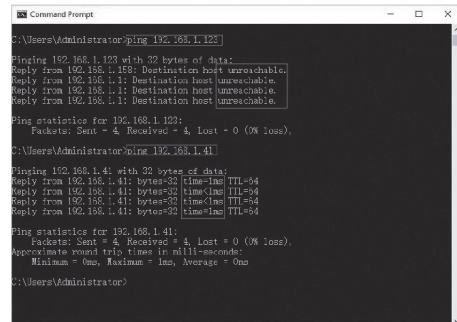 Command Prompt
C:\Users\Administrator>ping 192.168.1.123
Pinging 192.168.1.123 with 32 bytes of data:
Reply from 192.168.1.158: Destination host unreachable.
Reply from 192.168.1.1: Destination host unreachable.
Reply from 192.168.1.1: Destination host unreachable.
Reply from 192.168.1.1: Destination host unreachable.
Ping statistics for 192.168.1.123:
Packets: Sent = 4, Received = 4, Lost = 0 (0% loss),
C:\Users\Administrator>ping 192.168.1.41
Pinging 192.168.1.41 with 32 bytes of data:
Reply from 192.168.1.41: bytes=32 time=1ms TTL=64
Reply from 192.168.1.41: bytes=32 time<1ms TTL=64
Reply from 192.168.1.41: bytes=32 time<1ms TTL=64
Reply from 192.168.1.41: bytes=32 time=1ms TTL=64
Ping statistics for 192.168.1.41:
Packets: Sent = 4, Received = 4, Lost = 0 (0% loss),
Approximate round trip times in milli-seconds:
Minimum = 0ms, Maximum = 1ms, Average = 0ms
C:\Users\Administrator>